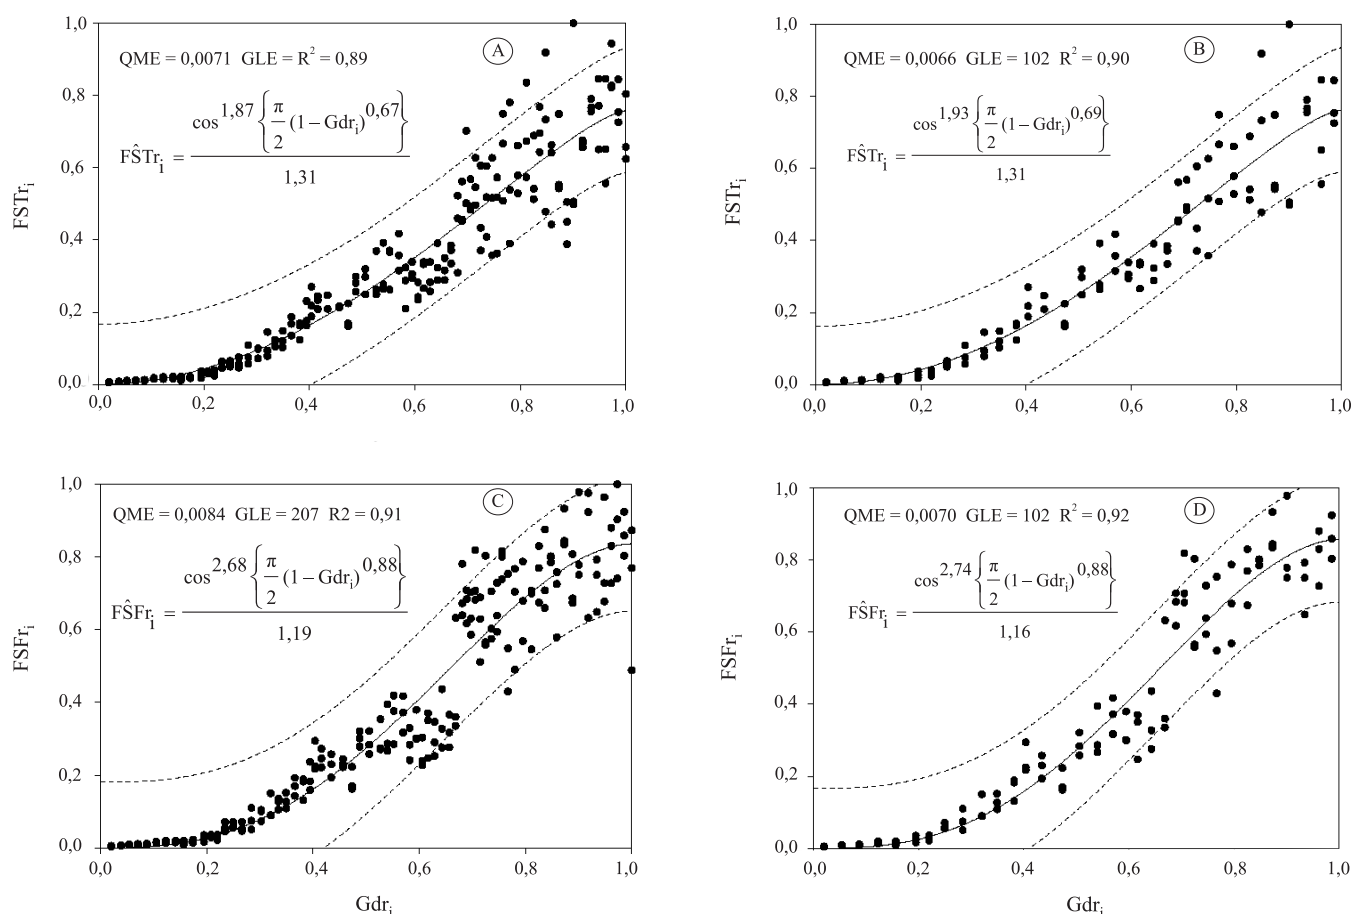 1,0
0,8
0,6
0,4
0,2
0,0
FSTr_i
QME = 0,0071 GLE = R² = 0,89
A
FŜTr_i = cos^1,87 { π/2 (1 – Gdr_i)^0,67 } / 1,31
0,0 0,2 0,4 0,6 0,8 1,0
1,0
0,8
0,6
0,4
0,2
0,0
FSTr_i
QME = 0,0066 GLE = 102 R² = 0,90
B
FŜTr_i = cos^1,93 { π/2 (1 – Gdr_i)^0,69 } / 1,31
0,0 0,2 0,4 0,6 0,8 1,0
1,0
0,8
0,6
0,4
0,2
0,0
FSFr_i
QME = 0,0084 GLE = 207 R2 = 0,91
C
FŜFr_i = cos^2,68 { π/2 (1 – Gdr_i)^0,88 } / 1,19
0,0 0,2 0,4 0,6 0,8 1,0
Gdr_i
1,0
0,8
0,6
0,4
0,2
0,0
FSFr_i
QME = 0,0070 GLE = 102 R² = 0,92
D
FŜFr_i = cos^2,74 { π/2 (1 – Gdr_i)^0,88 } / 1,16
0,0 0,2 0,4 0,6 0,8 1,0
Gdr_i